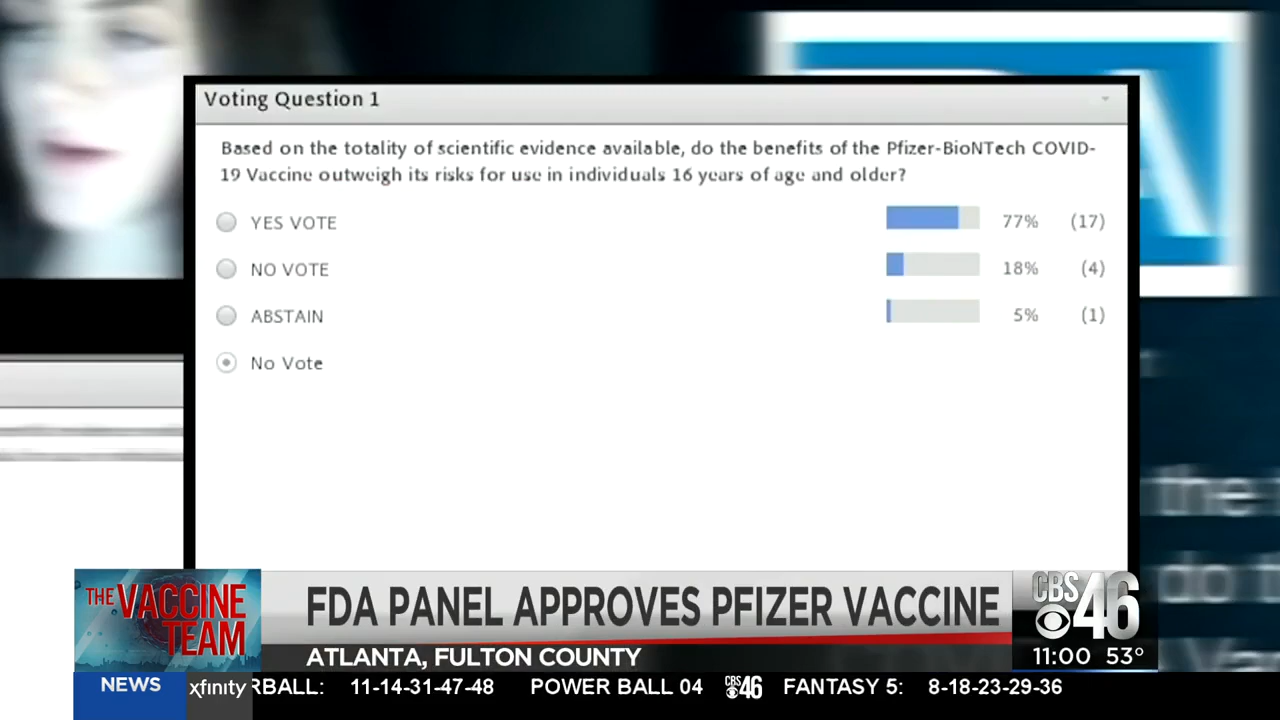 Voting Question 1
Based on the totality of scientific evidence available, do the benefits of the Pfizer-BioNTech COVID-
19 Vaccine outweigh its risks for use in individuals 16 years of age and older?
YES VOTE 77% (17)
NO VOTE 18% (4)
ABSTAIN 5% (1)
No Vote
the
do t
Va
THE VACCINE TEAM
FDA PANEL APPROVES PFIZER VACCINE
ATLANTA, FULTON COUNTY
CBS 46
11:00 53°
NEWS xfinity RBALL: 11-14-31-47-48 POWER BALL 04 CBS 46 FANTASY 5: 8-18-23-29-36